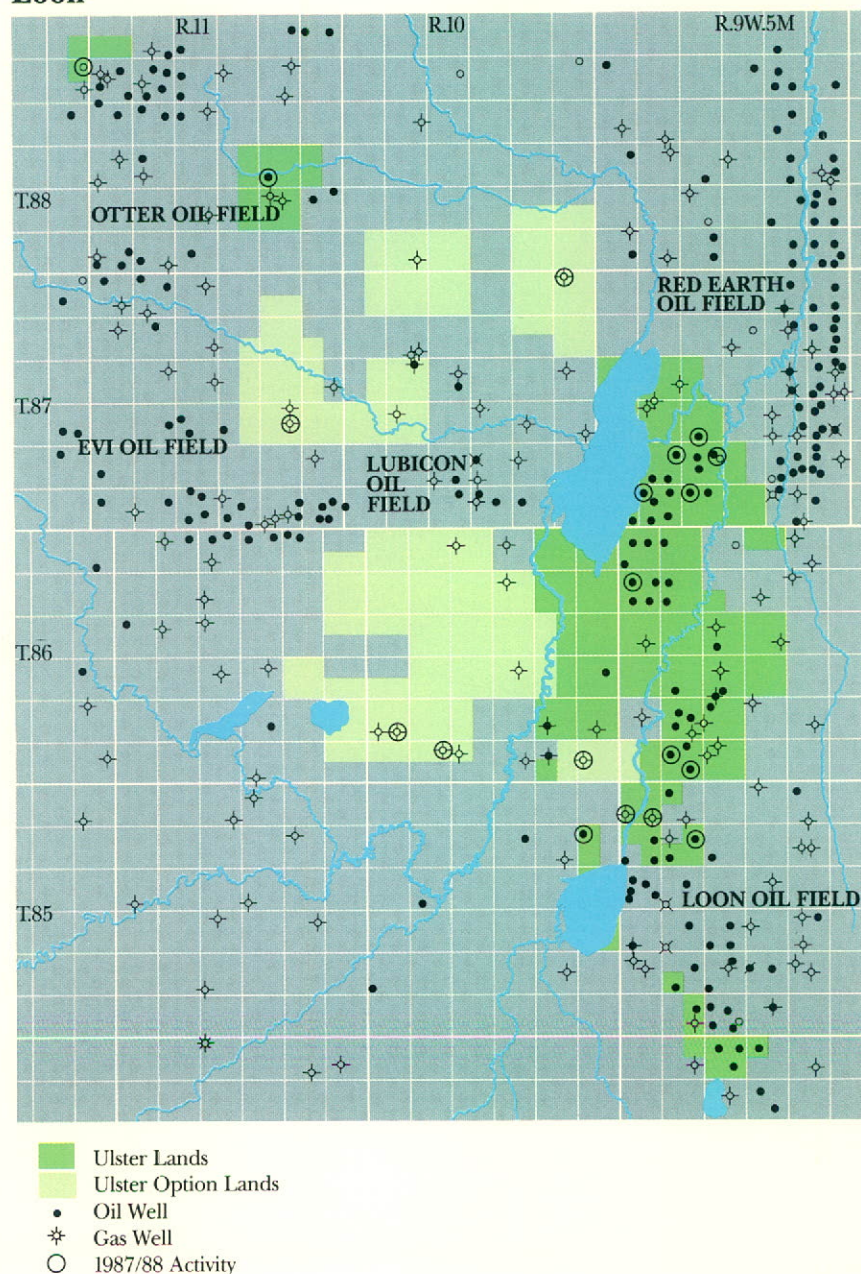 R.11 R.10 R.9W.5M
T.88
OTTER OIL FIELD
RED EARTH
OIL FIELD
T.87
EVI OIL FIELD
LUBICON
OIL
FIELD
T.86
LOON OIL FIELD
T.85
Ulster Lands
Ulster Option Lands
Oil Well
Gas Well
1987/88 Activity